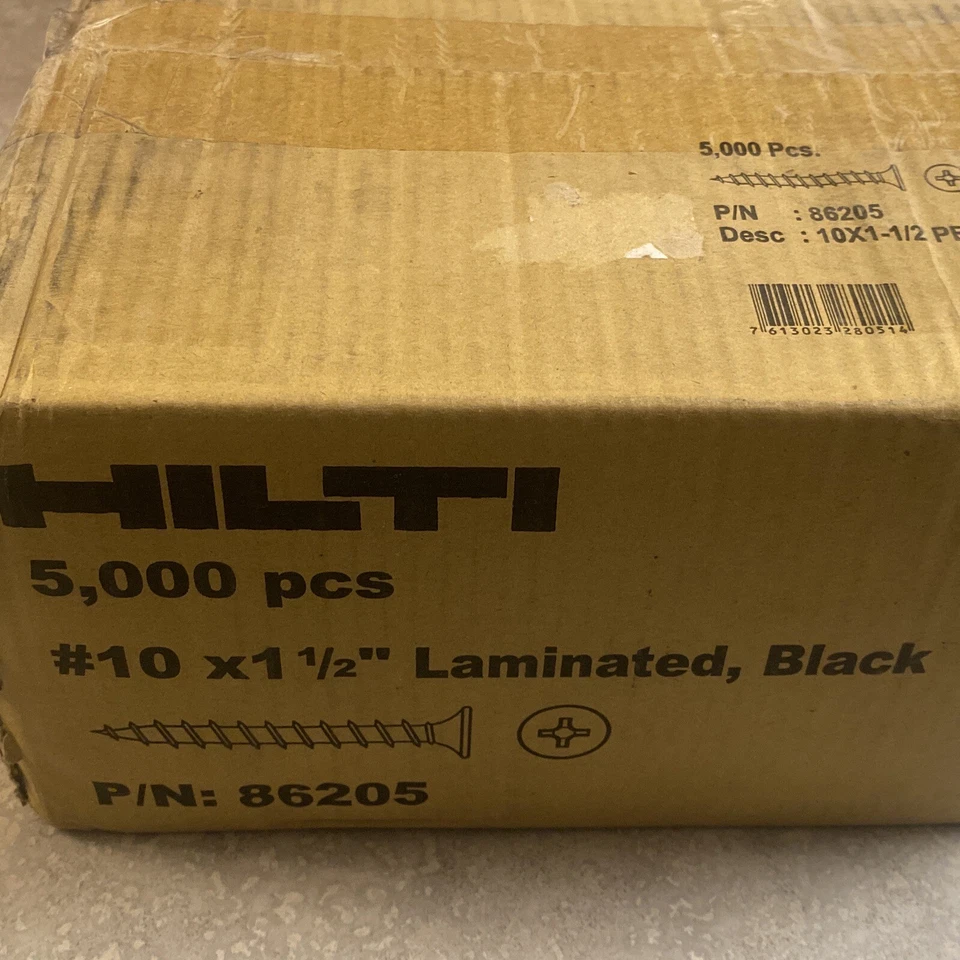 5,000 Pcs.
P/N : 86205
Desc : 10X1-1/2
7 613023 280514
HILTI
5,000 pcs
#10 x1 1/2" Laminated, Black
P/N: 86205